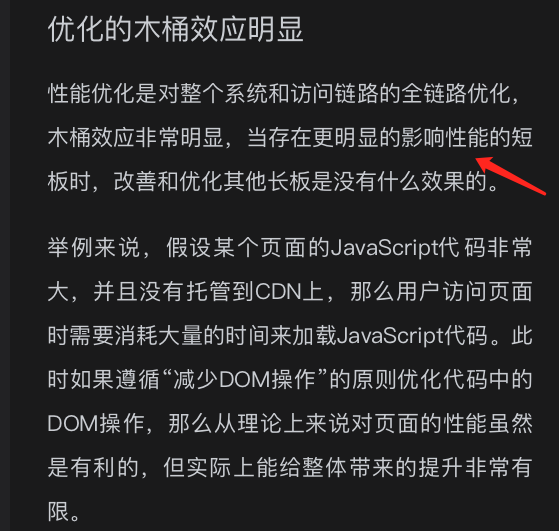 优化的木桶效应明显
性能优化是对整个系统和访问链路的全链路优化，
木桶效应非常明显，当存在更明显的影响性能的短
板时，改善和优化其他长板是没有什么效果的。
举例来说，假设某个页面的JavaScript代码非常
大，并且没有托管到CDN上，那么用户访问页面
时需要消耗大量的时间来加载JavaScript代码。此
时如果遵循“减少DOM操作”的原则优化代码中的
DOM操作，那么从理论上来说对页面的性能虽然
是有利的，但实际上能给整体带来的提升非常有
限。